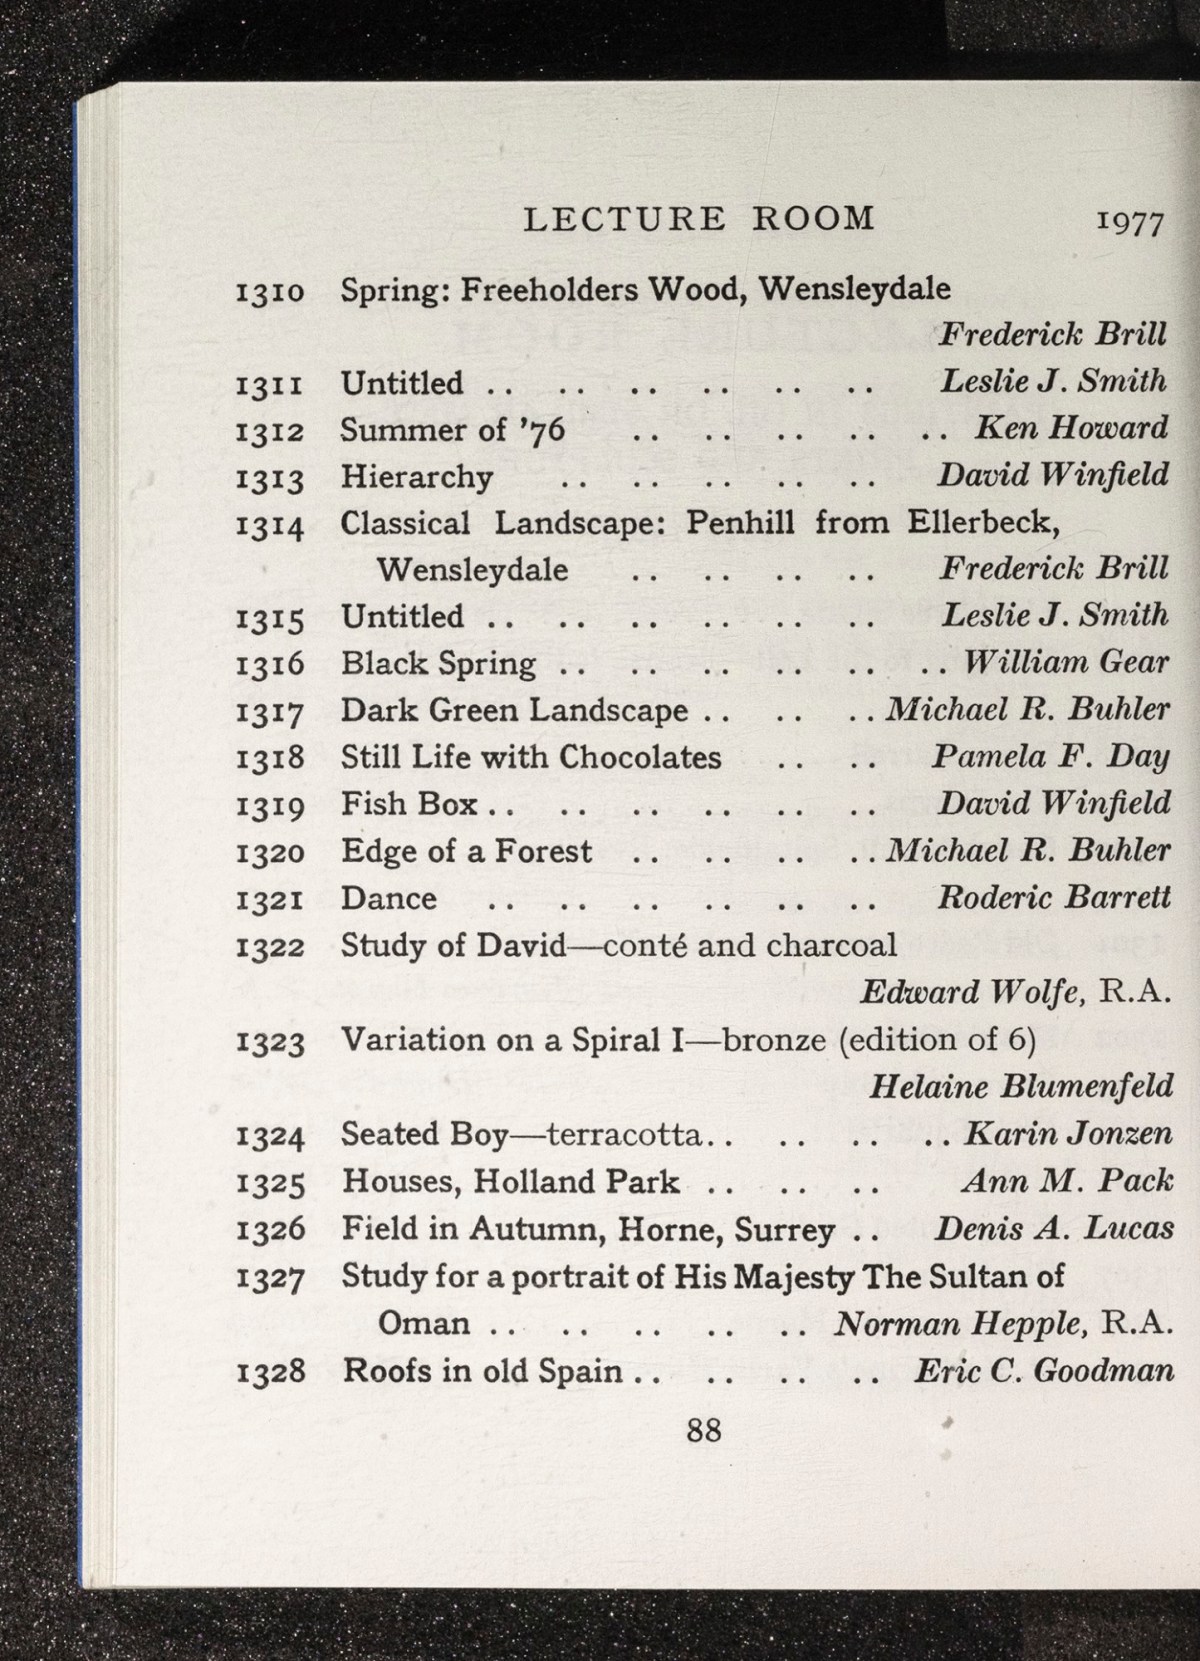 LECTURE ROOM 1977
1310 Spring: Freeholders Wood, Wensleydale
Frederick Brill
1311 Untitled .. .. .. .. .. .. Leslie J. Smith
1312 Summer of ’76 .. .. .. .. .. Ken Howard
1313 Hierarchy .. .. .. .. .. David Winfield
1314 Classical Landscape: Penhill from Ellerbeck,
Wensleydale .. .. .. .. Frederick Brill
1315 Untitled .. .. .. .. .. .. Leslie J. Smith
1316 Black Spring .. .. .. .. .. .. William Gear
1317 Dark Green Landscape .. .. .. Michael R. Buhler
1318 Still Life with Chocolates .. .. Pamela F. Day
1319 Fish Box .. .. .. .. .. .. David Winfield
1320 Edge of a Forest .. .. .. .. Michael R. Buhler
1321 Dance .. .. .. .. .. .. Roderic Barrett
1322 Study of David—conté and charcoal
Edward Wolfe, R.A.
1323 Variation on a Spiral I—bronze (edition of 6)
Helaine Blumenfeld
1324 Seated Boy—terracotta .. .. .. .. Karin Jonzen
1325 Houses, Holland Park .. .. .. Ann M. Pack
1326 Field in Autumn, Horne, Surrey .. Denis A. Lucas
1327 Study for a portrait of His Majesty The Sultan of
Oman .. .. .. .. .. Norman Hepple, R.A.
1328 Roofs in old Spain .. .. .. .. Eric C. Goodman
88